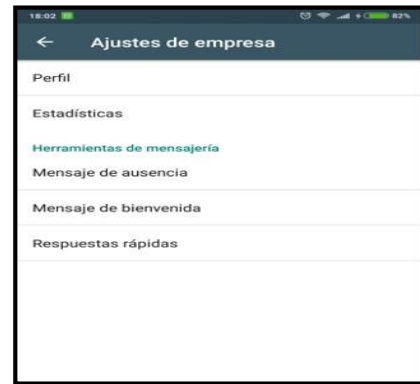 18:02 82%
Ajustes de empresa
Perfil
Estadísticas
Herramientas de mensajería
Mensaje de ausencia
Mensaje de bienvenida
Respuestas rápidas